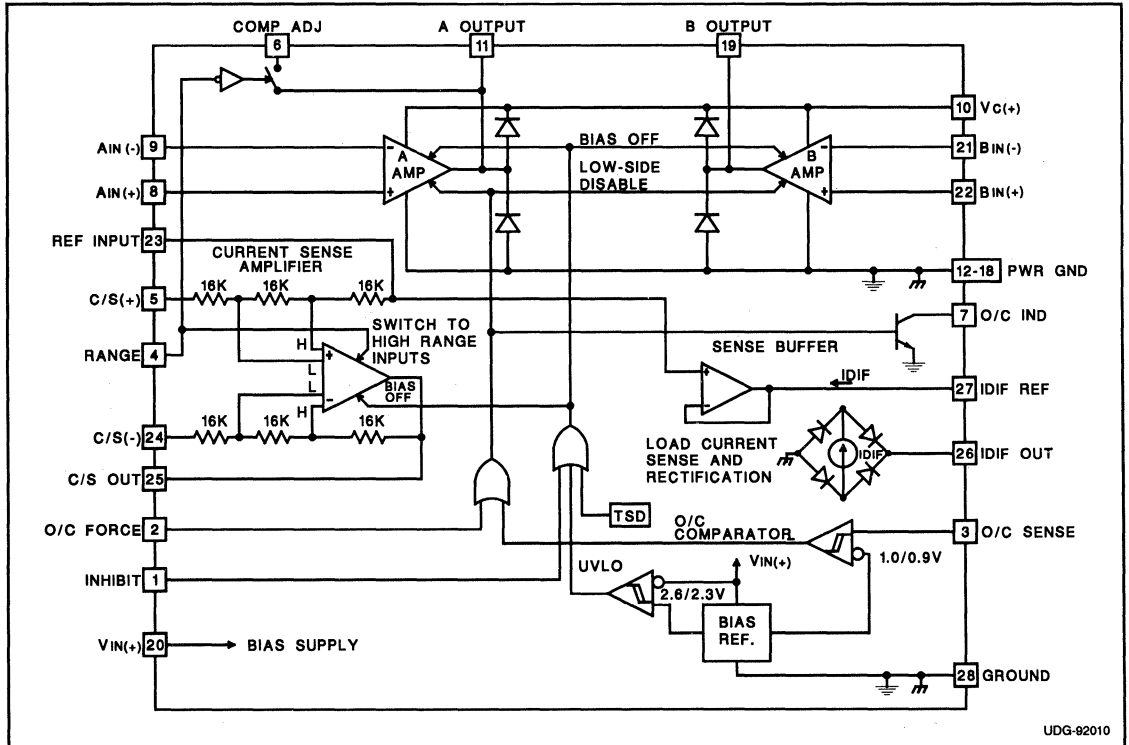 COMP ADJ
A OUTPUT
B OUTPUT
6
11
19
10 VC(+)
AIN(-) 9
A AMP
BIAS OFF
B AMP
21 BIN(-)
AIN(+) 8
LOW-SIDE DISABLE
22 BIN(+)
REF INPUT 23
CURRENT SENSE AMPLIFIER
12-18 PWR GND
C/S(+) 5
16K
16K
16K
7 O/C IND
RANGE 4
SWITCH TO HIGH RANGE INPUTS
H
L
L
H
+
-
BIAS OFF
SENSE BUFFER
IDIF
27 IDIF REF
C/S(-) 24
16K
16K
16K
LOAD CURRENT SENSE AND RECTIFICATION
IDIF
26 IDIF OUT
C/S OUT 25
TSD
O/C FORCE 2
O/C COMPARATOR
3 O/C SENSE
1.0/0.9V
INHIBIT 1
UVLO
VIN(+)
2.6/2.3V
BIAS REF.
VIN(+) 20
BIAS SUPPLY
28 GROUND
UDG-92010